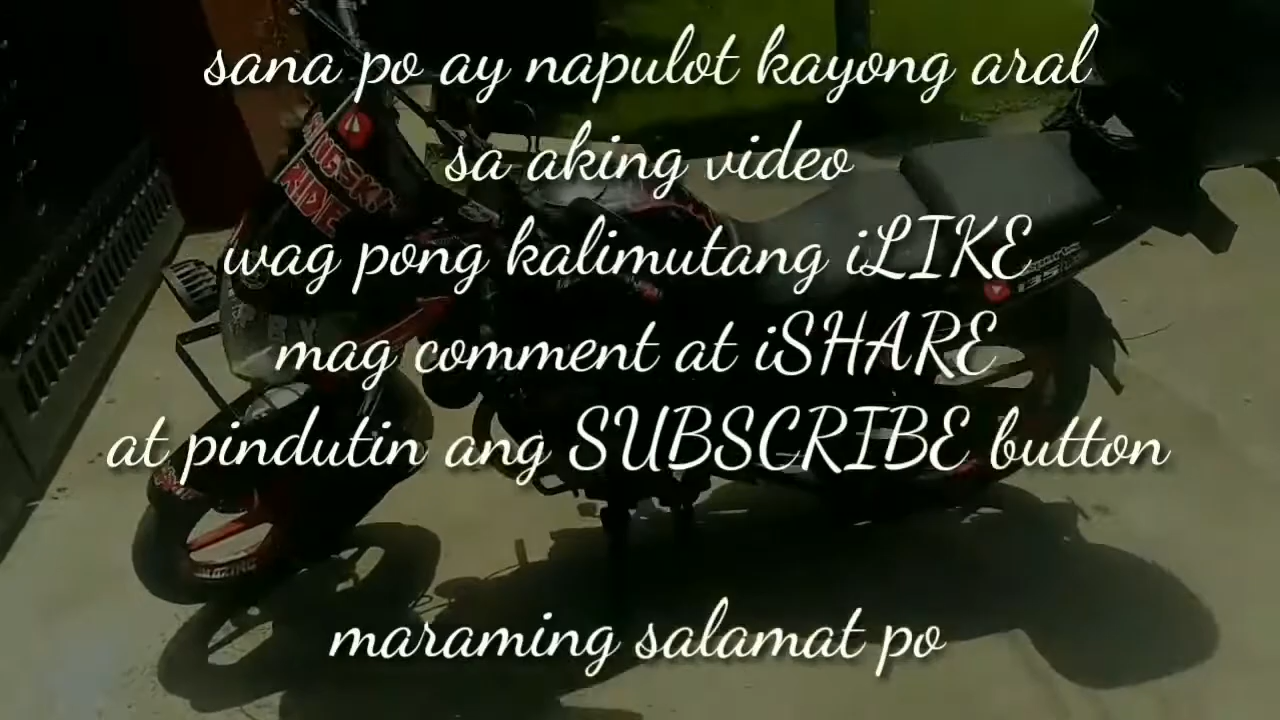 sana po ay napulot kayong aral
sa aking video
wag pong kalimutang iLIKE
mag comment at iSHARE
at pindutin ang SUBSCRIBE button
maraming salamat po
RIDE